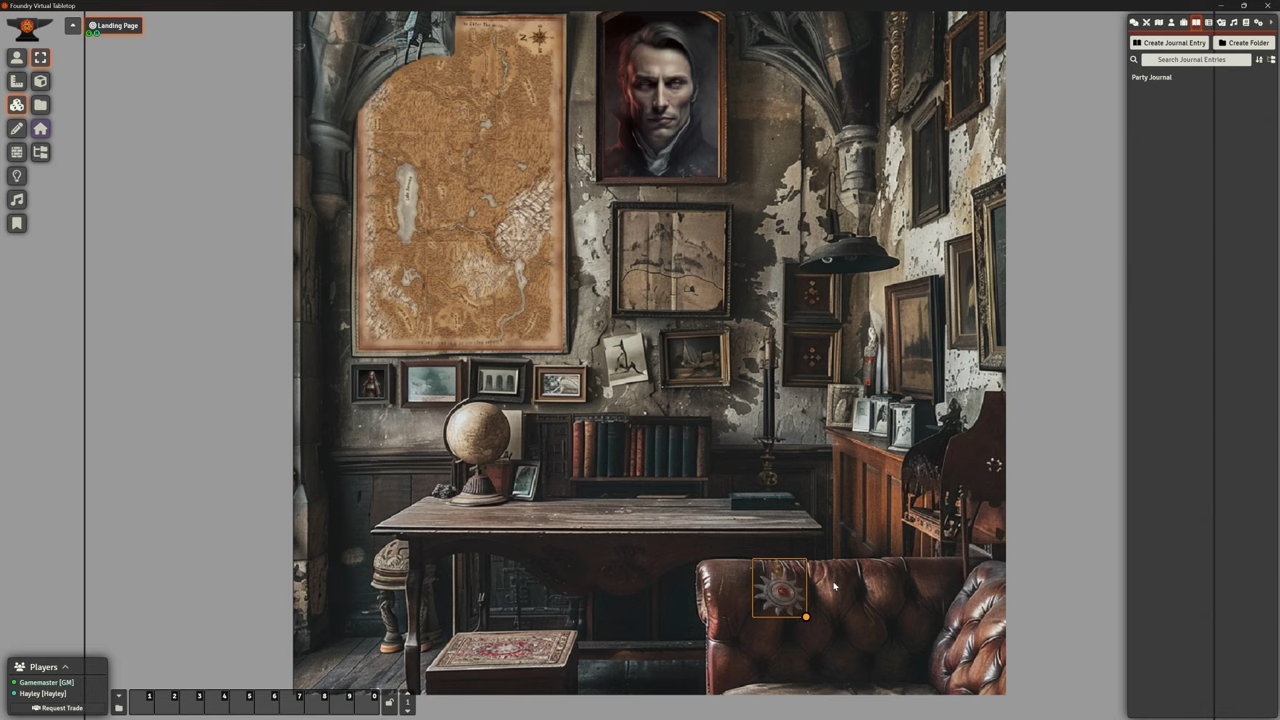 Foundry Virtual Tabletop
Landing Page
G H
Create Journal Entry
Create Folder
Search Journal Entries
Party Journal
Players
Gamemaster [GM]
Hayley [Hayley]
Request Trade
1 2 3 4 5 6 7 8 9 0
1